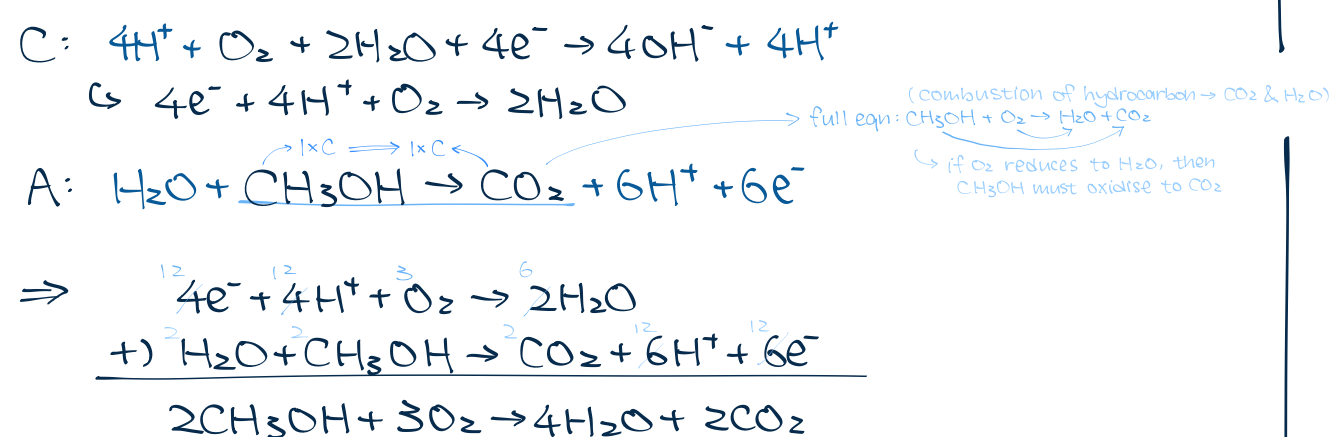 C: 4H⁺ + O₂ + 2H₂O + 4e⁻ → 4OH⁻ + 4H⁺
↪ 4e⁻ + 4H⁺ + O₂ → 2H₂O
(combustion of hydrocarbon → CO₂ & H₂O)
full eqn: CH₃OH + O₂ → H₂O + CO₂
↪ if O₂ reduces to H₂O, then
CH₃OH must oxidise to CO₂
1×C ⟹ 1×C
A: H₂O + CH₃OH → CO₂ + 6H⁺ + 6e⁻
12 12 3 6
⇒ 4e⁻ + 4H⁺ + O₂ → 2H₂O
2 2 2 12 12
+) H₂O + CH₃OH → CO₂ + 6H⁺ + 6e⁻
2CH₃OH + 3O₂ → 4H₂O + 2CO₂